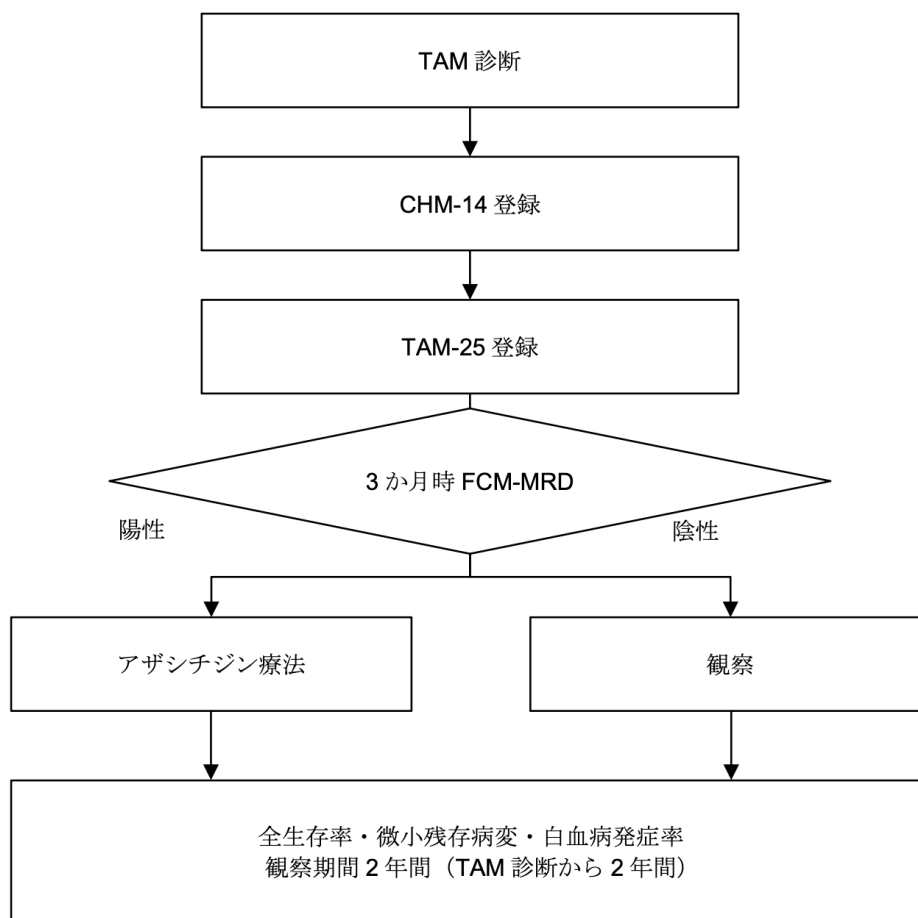 TAM 診断
CHM-14 登録
TAM-25 登録
3 か月時 FCM-MRD
陽性
陰性
アザシチジン療法
観察
全生存率・微小残存病変・白血病発症率
観察期間 2 年間（TAM 診断から 2 年間）